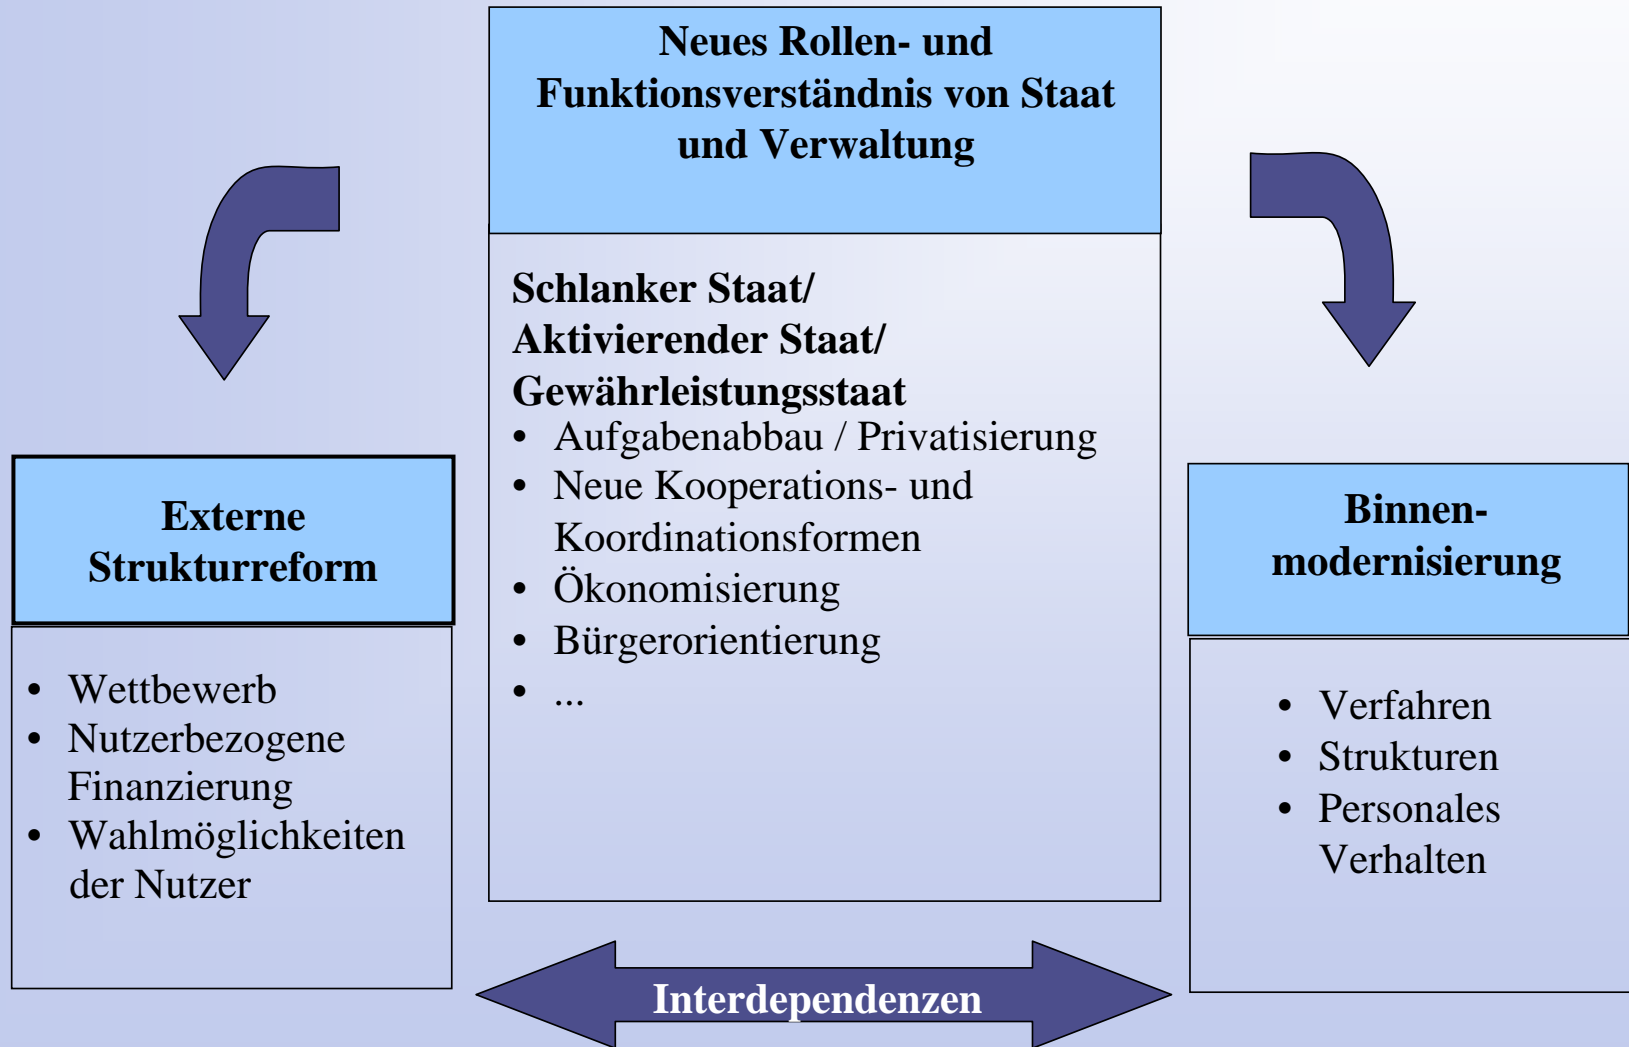 Neues Rollen- und
Funktionsverständnis von Staat
und Verwaltung
Schlanker Staat/
Aktivierender Staat/
Gewährleistungsstaat
• Aufgabenabbau / Privatisierung
• Neue Kooperations- und
Koordinationsformen
• Ökonomisierung
• Bürgerorientierung
• ...
Externe
Strukturreform
• Wettbewerb
• Nutzerbezogene
Finanzierung
• Wahlmöglichkeiten
der Nutzer
Binnen-
modernisierung
• Verfahren
• Strukturen
• Personales
Verhalten
Interdependenzen